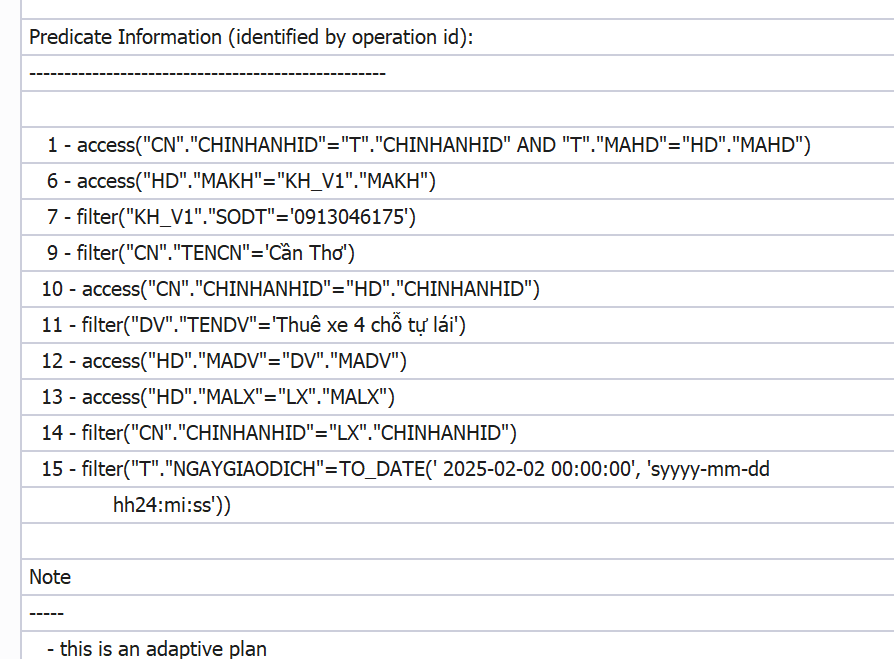 Predicate Information (identified by operation id):
---------------------------------------------------
1 - access("CN"."CHINHANHID"="T"."CHINHANHID" AND "T"."MAHD"="HD"."MAHD")
6 - access("HD"."MAKH"="KH_V1"."MAKH")
7 - filter("KH_V1"."SODT"='0913046175')
9 - filter("CN"."TENCN"='Cần Thơ')
10 - access("CN"."CHINHANHID"="HD"."CHINHANHID")
11 - filter("DV"."TENDV"='Thuê xe 4 chỗ tự lái')
12 - access("HD"."MADV"="DV"."MADV")
13 - access("HD"."MALX"="LX"."MALX")
14 - filter("CN"."CHINHANHID"="LX"."CHINHANHID")
15 - filter("T"."NGAYGIAODICH"=TO_DATE(' 2025-02-02 00:00:00', 'syyyy-mm-dd
hh24:mi:ss'))
Note
-----
- this is an adaptive plan